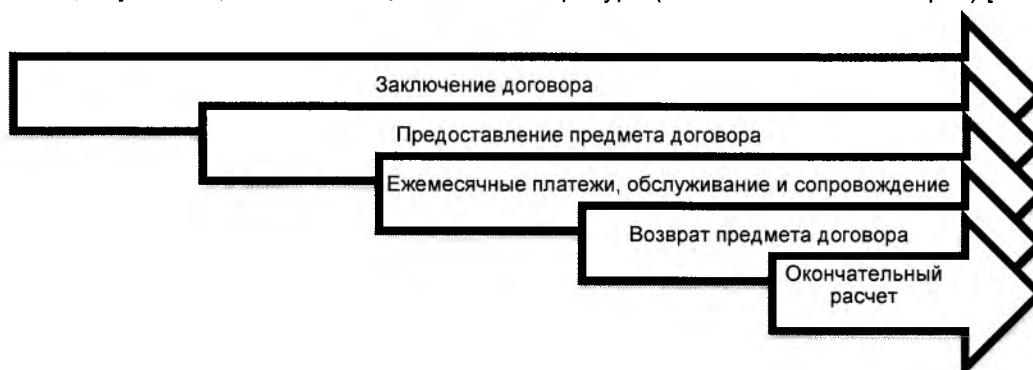 Заключение договора
Предоставление предмета договора
Ежемесячные платежи, обслуживание и сопровождение
Возврат предмета договора
Окончательный
расчет